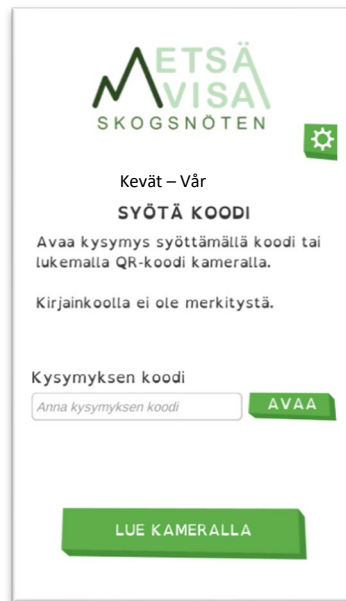 METSÄ
VISA
SKOGSNÖTEN
Kevät – Vår
SYÖTÄ KOODI
Avaa kysymys syöttämällä koodi tai
lukemalla QR-koodi kameralla.
Kirjainkoolla ei ole merkitystä.
Kysymyksen koodi
Anna kysymyksen koodi
AVAA
LUE KAMERALLA